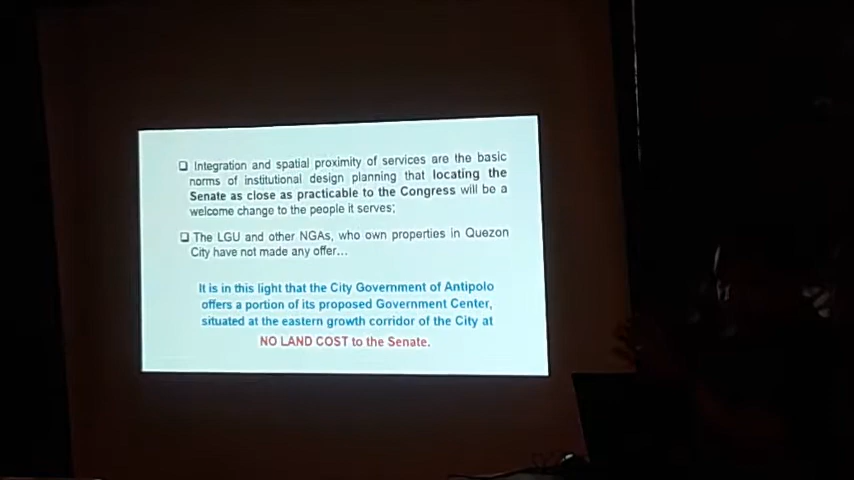 ❑ Integration and spatial proximity of services are the basic
norms of institutional design planning that locating the
Senate as close as practicable to the Congress will be a
welcome change to the people it serves;
❑ The LGU and other NGAs, who own properties in Quezon
City have not made any offer...
It is in this light that the City Government of Antipolo
offers a portion of its proposed Government Center,
situated at the eastern growth corridor of the City at
NO LAND COST to the Senate.